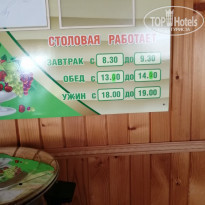 TopHotels
СТОЛОВАЯ РАБОТАЕТ
ЗАВТРАК С 8.30 ДО 9.30
ОБЕД С 13.00 ДО 14.00
УЖИН С 18.00 ДО 19.00